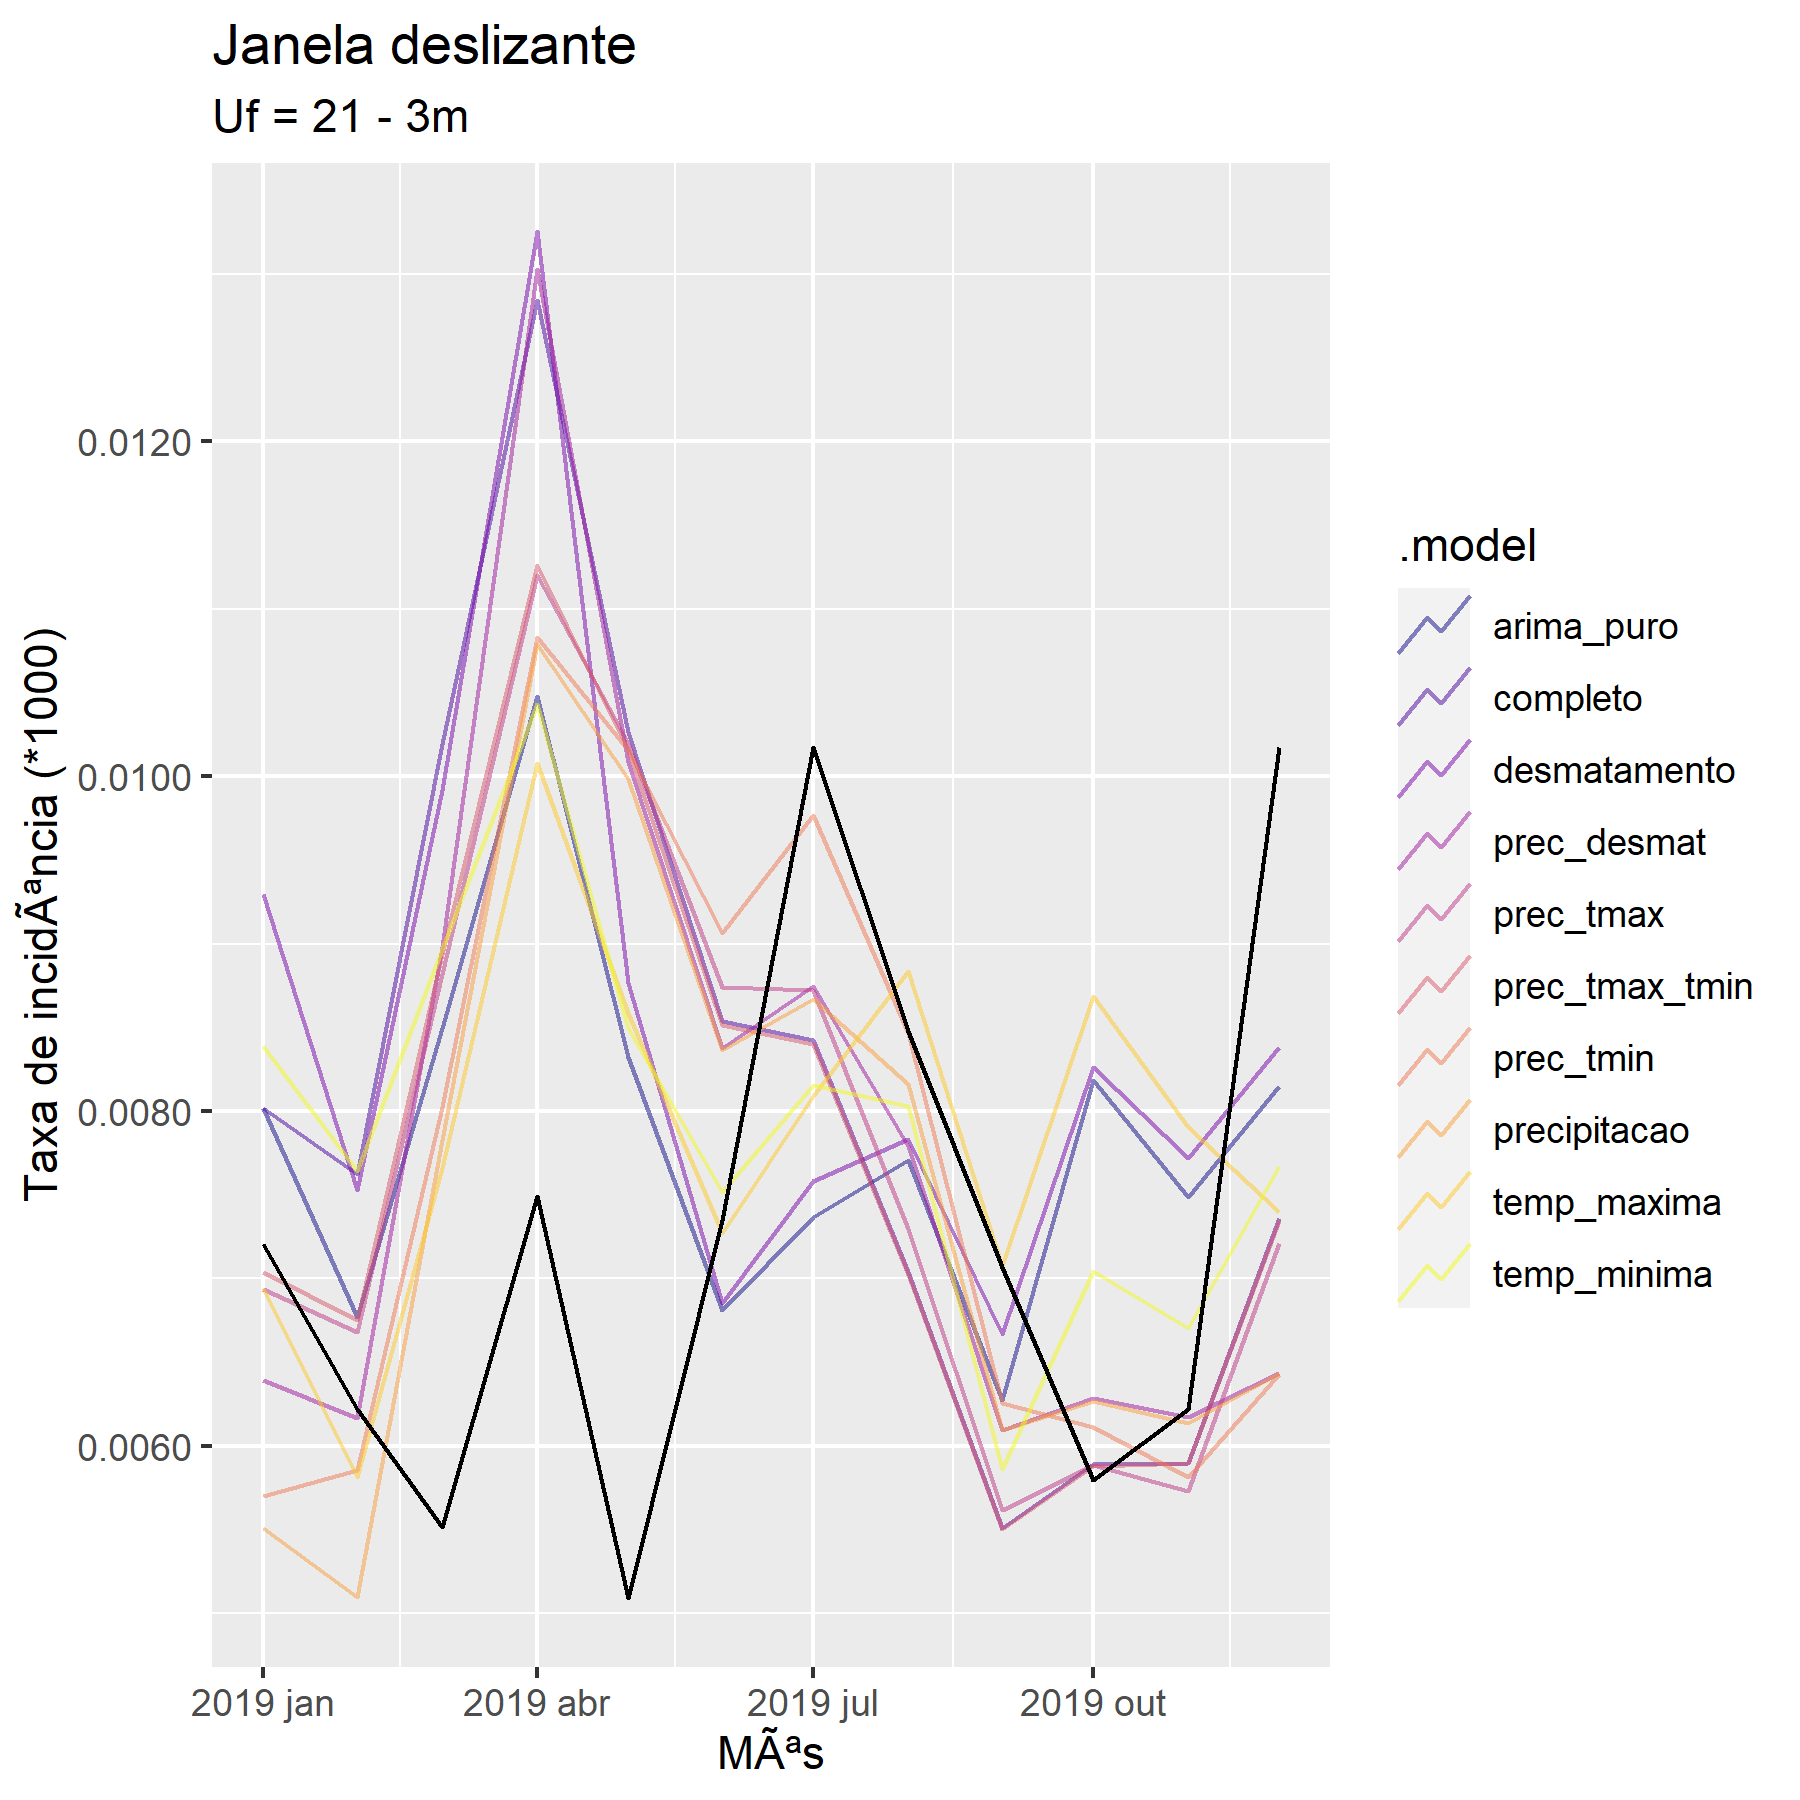 Janela deslizante
Uf = 21 - 3m
Taxa de incidÃªncia (*1000)
0.0120
0.0100
0.0080
0.0060
2019 jan
2019 abr
2019 jul
2019 out
MÃªs
.model
arima_puro
completo
desmatamento
prec_desmat
prec_tmax
prec_tmax_tmin
prec_tmin
precipitacao
temp_maxima
temp_minima